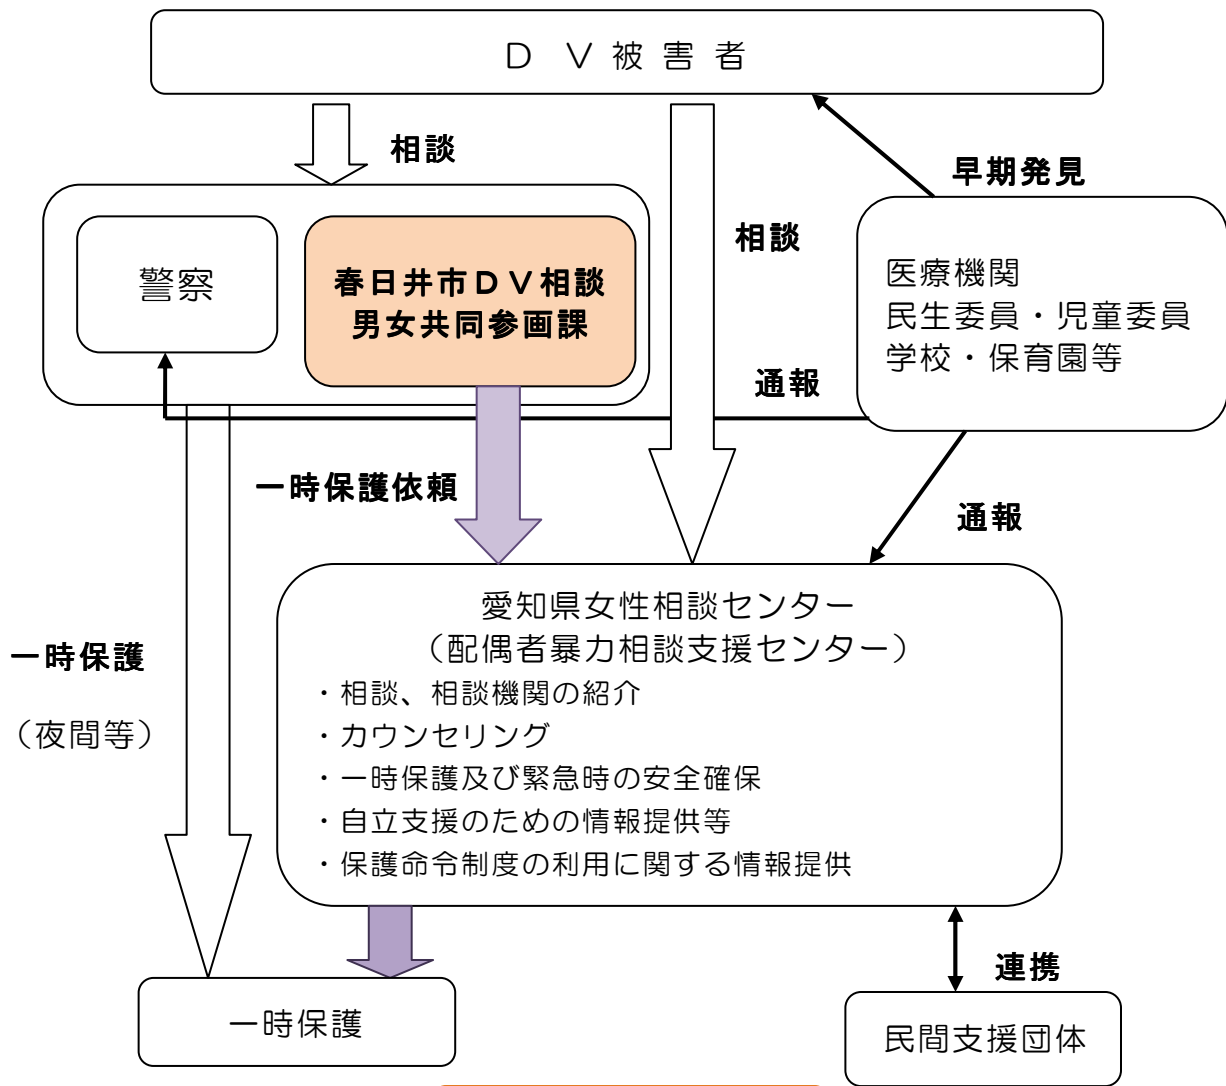 ＤＶ被害者
相談
早期発見
警察
春日井市ＤＶ相談
男女共同参画課
相談
医療機関
民生委員・児童委員
学校・保育園等
通報
一時保護依頼
通報
愛知県女性相談センター
（配偶者暴力相談支援センター）
・相談、相談機関の紹介
・カウンセリング
・一時保護及び緊急時の安全確保
・自立支援のための情報提供等
・保護命令制度の利用に関する情報提供
一時保護
（夜間等）
連携
一時保護
民間支援団体